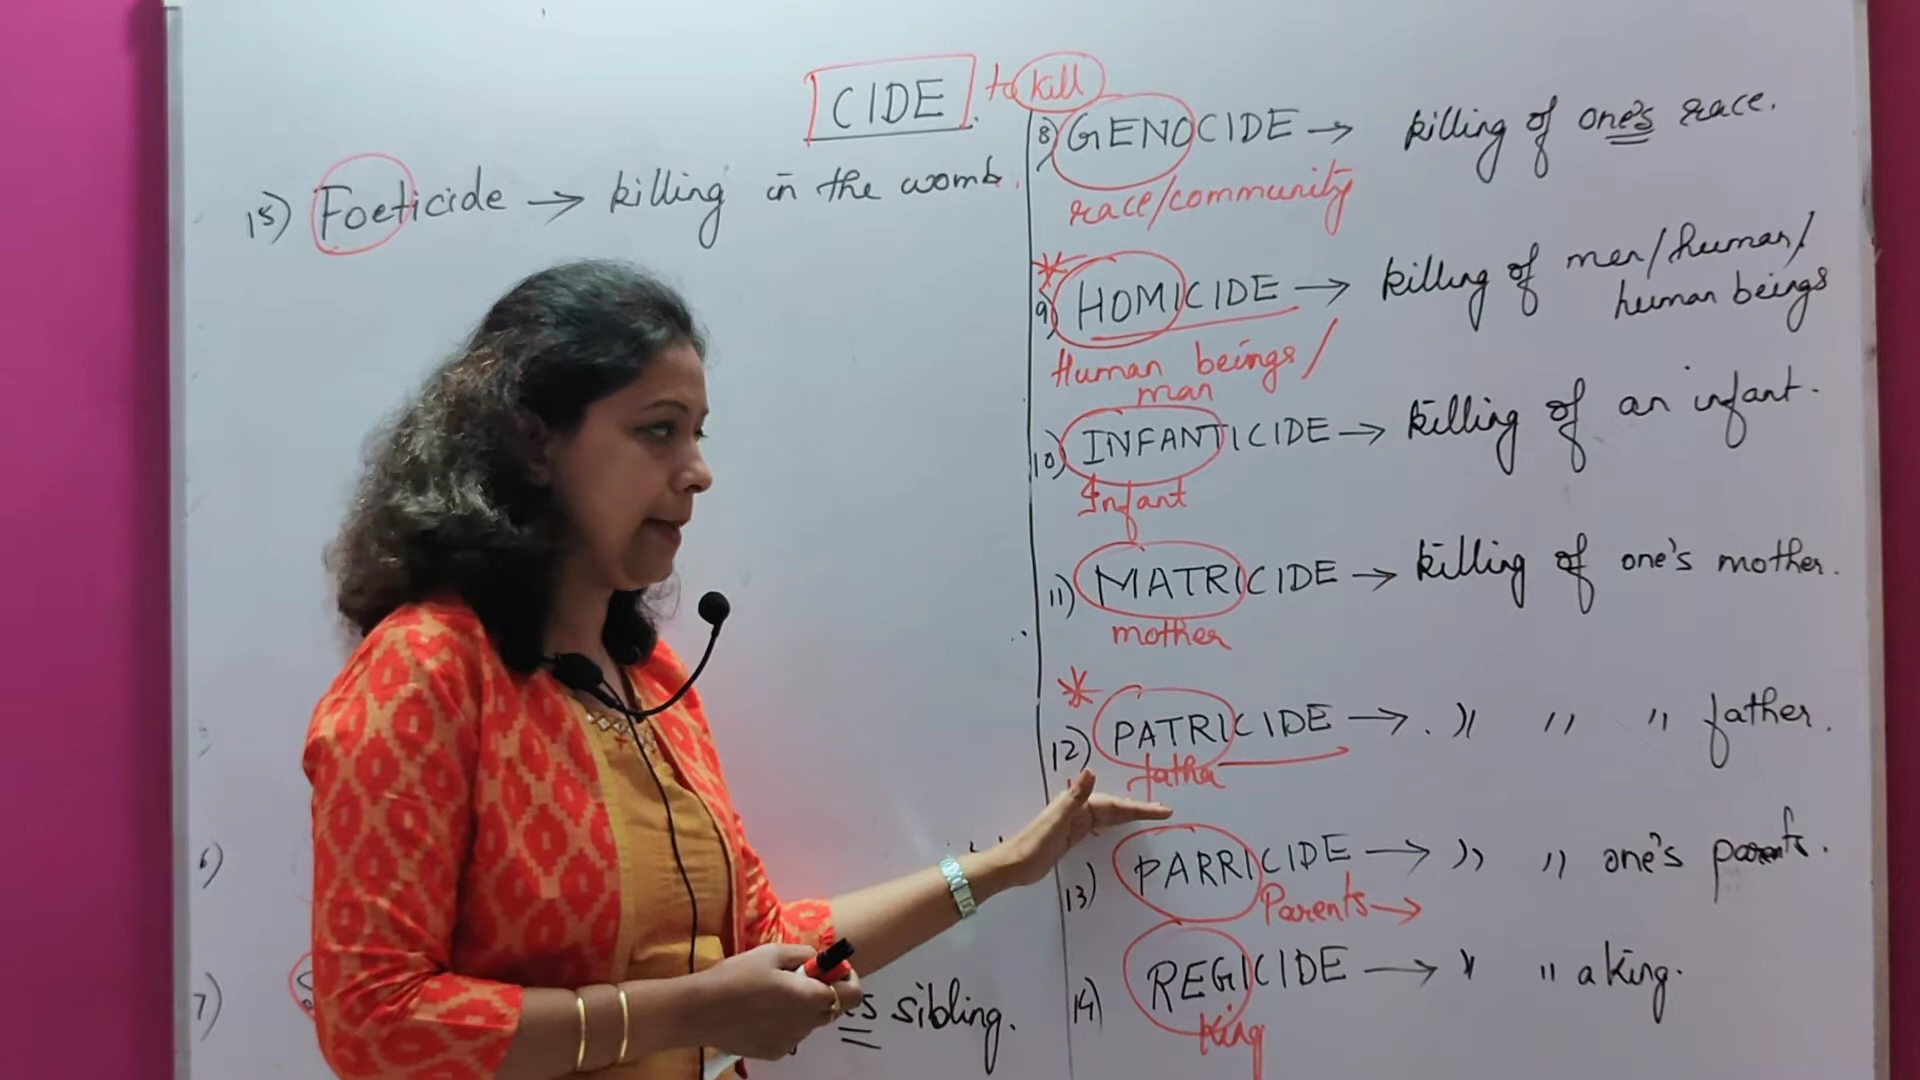 CIDE. to kill
15) Foeticide → killing in the womb.
6)
7)
sibling.
8) GENOCIDE → killing of one's race.
race/community
9) HOMICIDE → killing of men/human/
human beings
Human beings/
man
10) INFANTICIDE → killing of an infant.
Infant
11) MATRICIDE → killing of one's mother.
mother
12) PATRICIDE → " " " father.
father
13) PARRICIDE → " " one's parents.
Parents →
14) REGICIDE → " " a king.
king